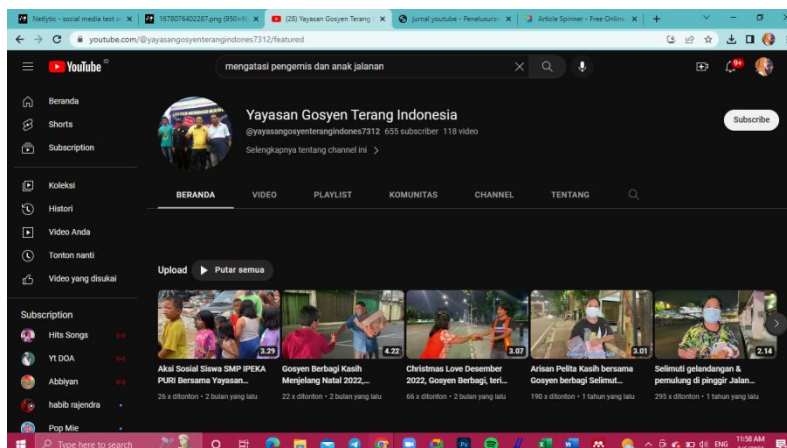 Netlytic - social media text a
1678076402287.png (950×8
(28) Yayasan Gosyen Terang
jurnal youtube - Penelusura
Article Spinner - Free Online
youtube.com/@yayasangosyenterangindones7312/featured
YouTube ID
mengatasi pengemis dan anak jalanan
9+
Beranda
Shorts
Subscription
Koleksi
Histori
Video Anda
Tonton nanti
Video yang disukai
Subscription
Hits Songs
Yt DOA
Abbiyan
habib rajendra
Pop Mie
Yayasan Gosyen Terang Indonesia
@yayasangosyenterangindones7312 655 subscriber 118 video
Selengkapnya tentang channel ini >
Subscribe
BERANDA VIDEO PLAYLIST KOMUNITAS CHANNEL TENTANG
Upload Putar semua
3.29
4.22
3.07
3.01
2.14
Aksi Sosial Siswa SMP IPEKA PURI Bersama Yayasan...
26 x ditonton • 2 bulan yang lalu
Gosyen Berbagi Kasih Menjelang Natal 2022,...
22 x ditonton • 2 bulan yang lalu
Christmas Love Desember 2022, Gosyen Berbagi, teri...
66 x ditonton • 2 bulan yang lalu
Arisan Pelita Kasih bersama Gosyen berbagi Selimut...
190 x ditonton • 1 tahun yang lalu
Selimuti gelandangan & pemulung di pinggir Jalan...
295 x ditonton • 1 tahun yang lalu
Type here to search
ENG
11:58 AM